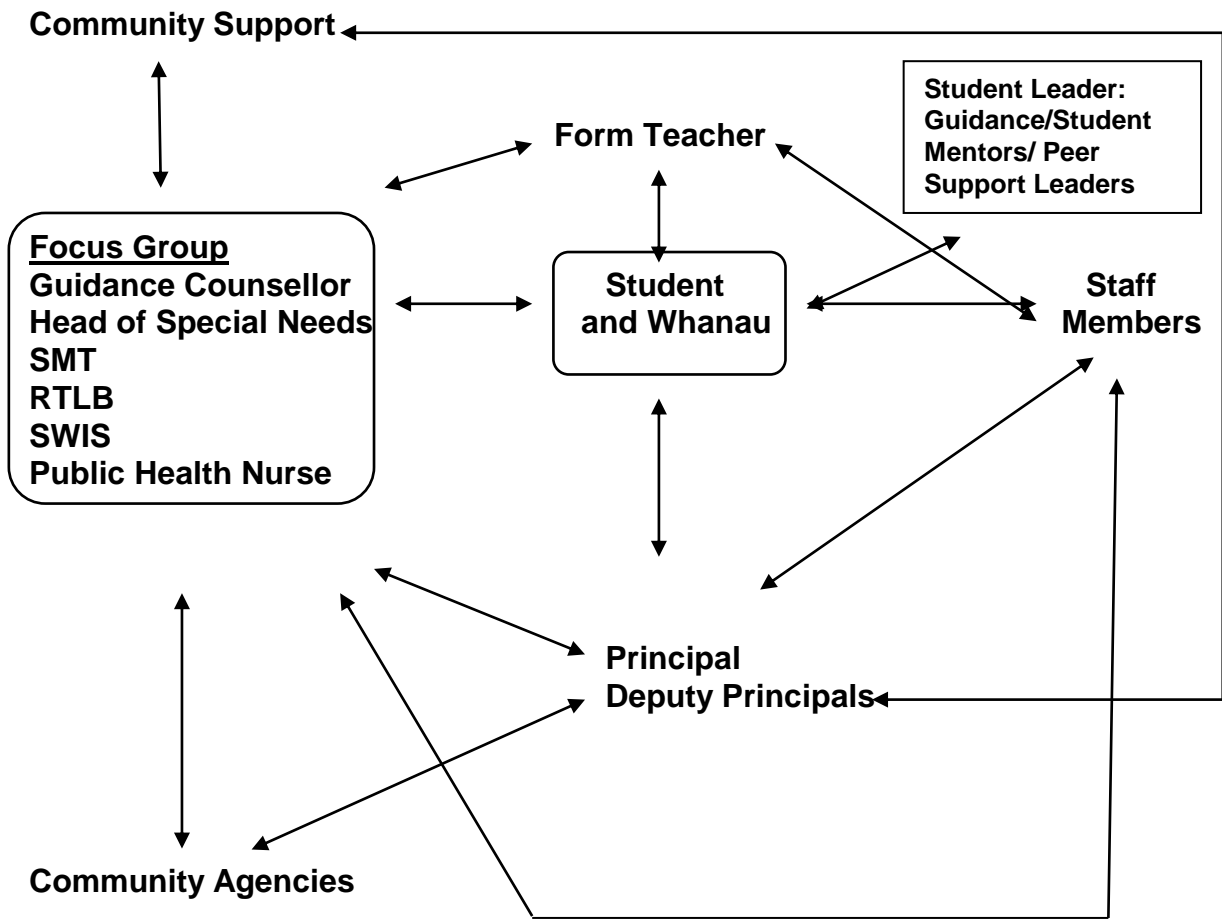 Community Support
Student Leader:
Guidance/Student
Mentors/ Peer
Support Leaders
Form Teacher
Focus Group
Guidance Counsellor
Head of Special Needs
SMT
RTLB
SWIS
Public Health Nurse
Student
and Whanau
Staff
Members
Principal
Deputy Principals
Community Agencies